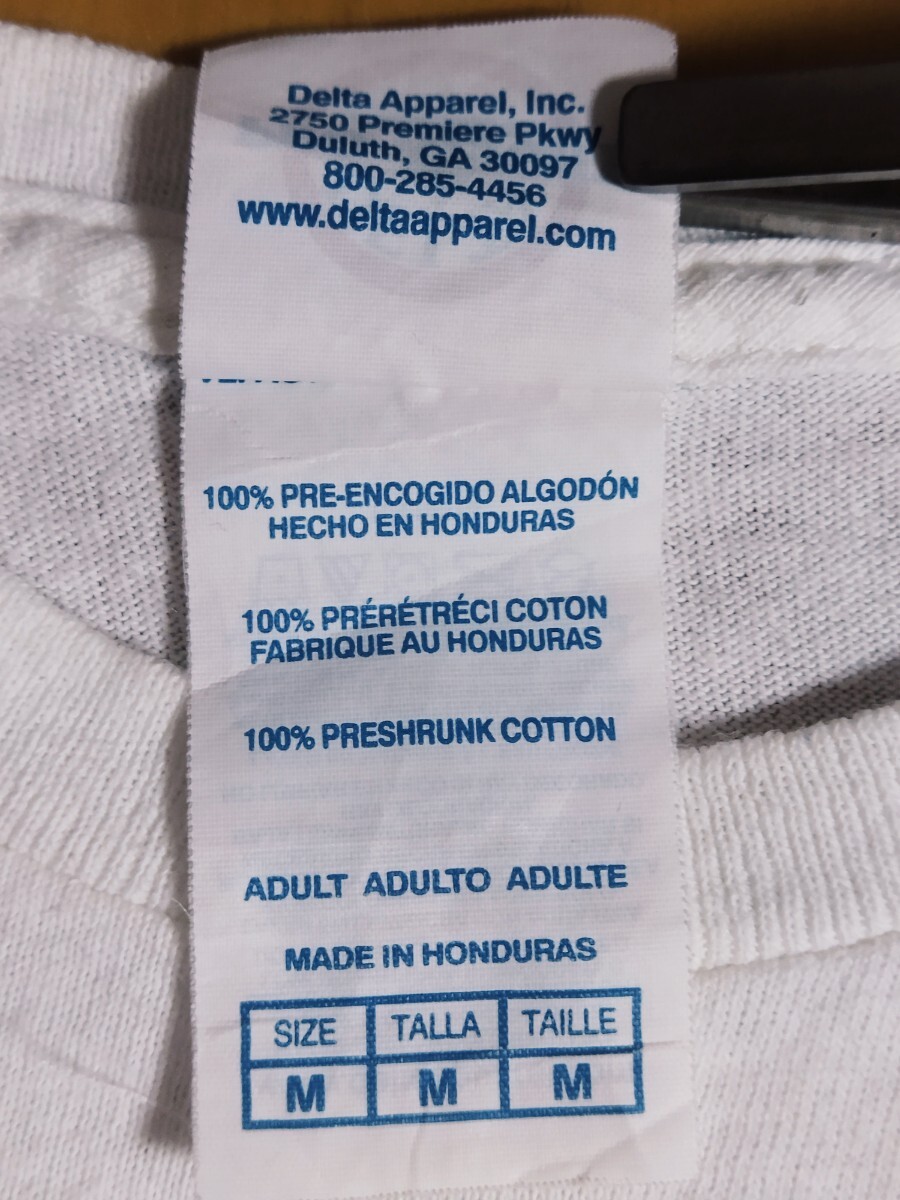 Delta Apparel, Inc.
2750 Premiere Pkwy
Duluth, GA 30097
800-285-4456
www.deltaapparel.com
100% PRE-ENCOGIDO ALGODÓN
HECHO EN HONDURAS
100% PRÉRÉTRÉCI COTON
FABRIQUE AU HONDURAS
100% PRESHRUNK COTTON
ADULT ADULTO ADULTE
MADE IN HONDURAS
SIZE TALLA TAILLE
M M M